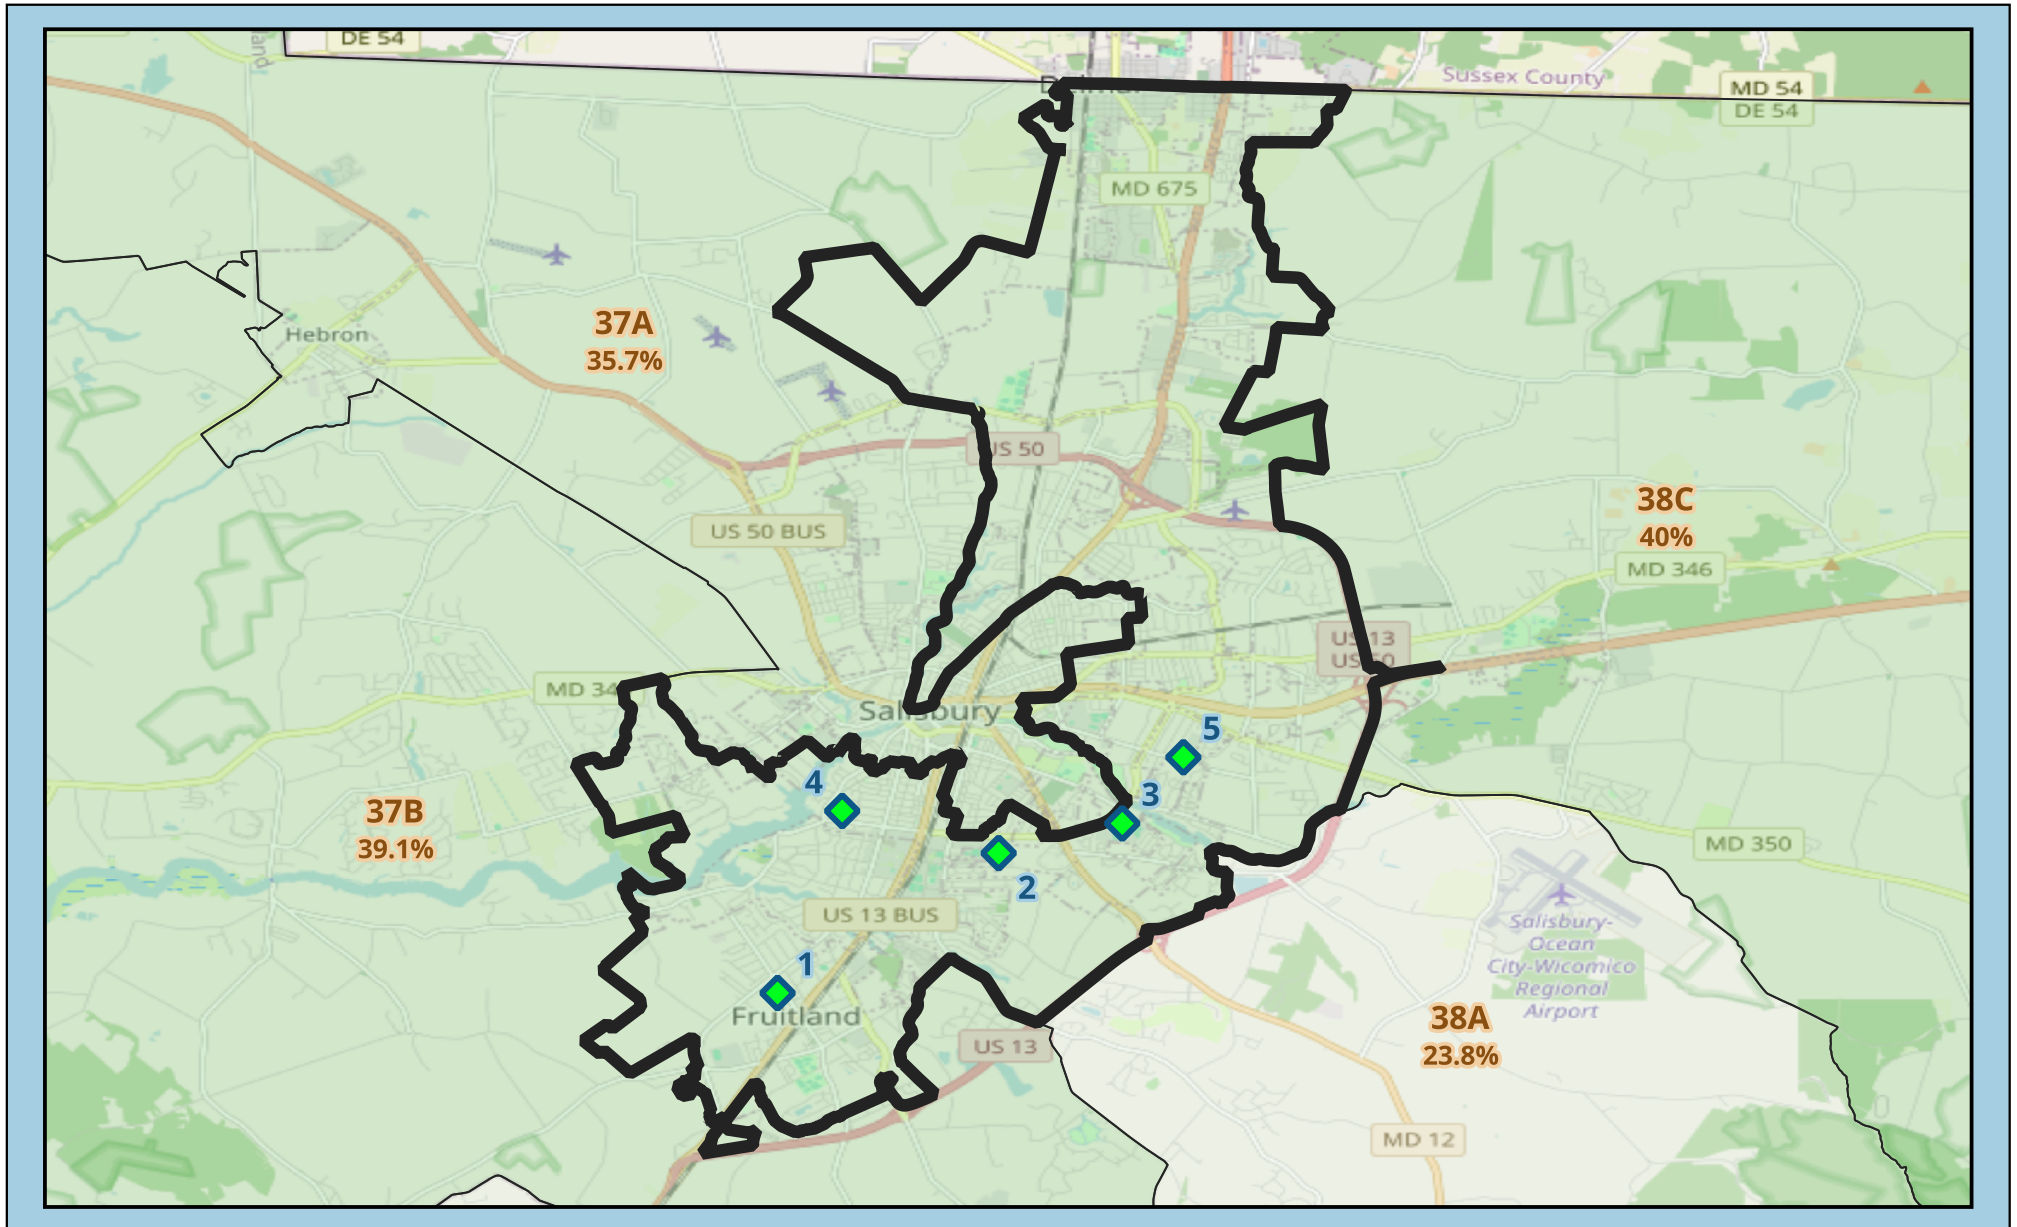 DE 54
Sussex County
MD 54
DE 54
MD 675
37A
35.7%
Hebron
US 50
US 50 BUS
38C
40%
MD 346
US 13
US 50
MD 34
Salisbury
5
4
3
37B
39.1%
MD 350
2
US 13 BUS
Salisbury-
Ocean
City-Wicomico
Regional
Airport
1
Fruitland
38A
23.8%
US 13
MD 12